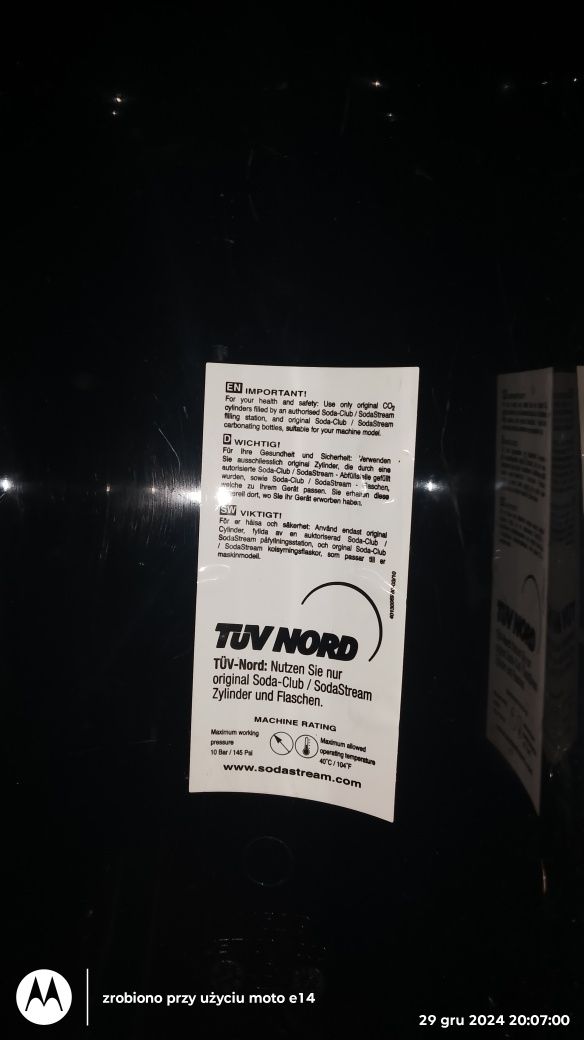 EN IMPORTANT!
For your health and safety: Use only original CO₂
cylinders filled by an authorised Soda-Club / SodaStream
filling station, and original Soda-Club / SodaStream
carbonating bottles, suitable for your machine model.
D WICHTIG!
Für Ihre Gesundheit und Sicherheit: Verwenden
Sie ausschliesslich original Zylinder, die durch eine
autorisierte Soda-Club / SodaStream - gefüllt
wurden, sowie Soda-Club / SodaStream -
welche zu Ihrem Gerät passen. Sie diese
dort, wo Sie Ihr Gerät erworben haben.
SW VIKTIGT!
För er hälsa och säkerhet: Använd endast original
Cylinder, fyllda av en auktoriserad Soda-Club /
SodaStream påfyllningsstation, och orginal Soda-Club
/ SodaStream kolsyrningsflaskor, som passar till er
maskinmodell.
TÜV NORD
TÜV-Nord: Nutzen Sie nur
original Soda-Club / SodaStream
Zylinder und Flaschen.
MACHINE RATING
Maximum working
pressure
10 Bar / 145 Psi
Maximum allowed
operating temperature
40°C / 104°F
www.sodastream.com
zrobiono przy użyciu moto e14
29 gru 2024 20:07:00